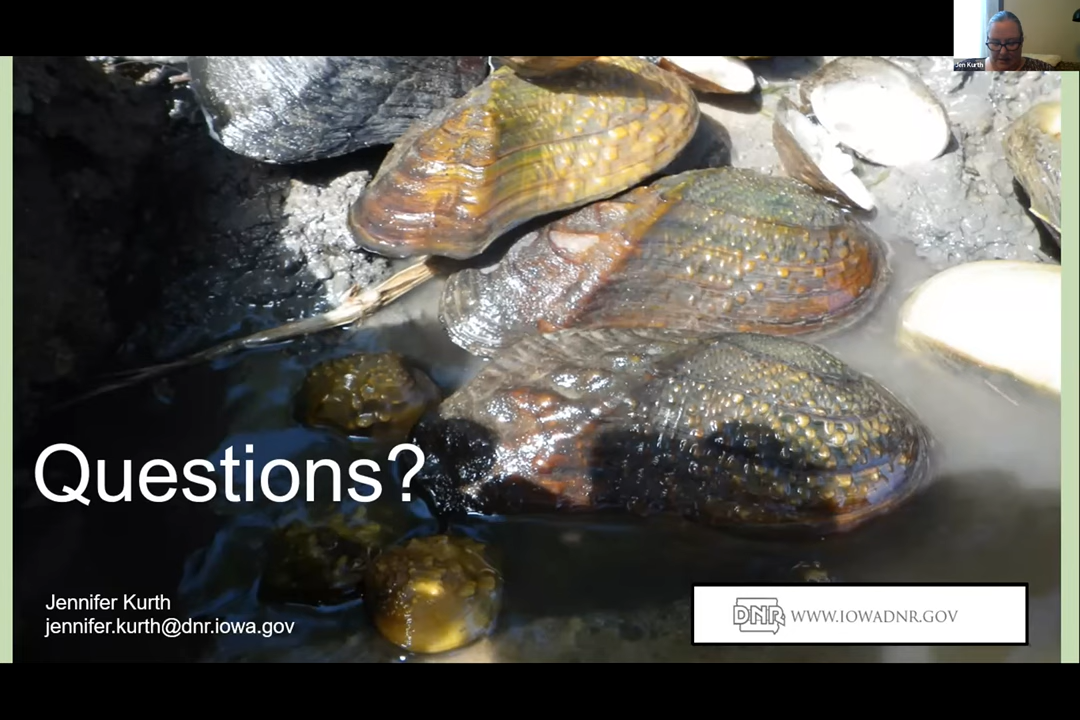 Jen Kurth
Questions?
Jennifer Kurth
jennifer.kurth@dnr.iowa.gov
DNR WWW.IOWADNR.GOV